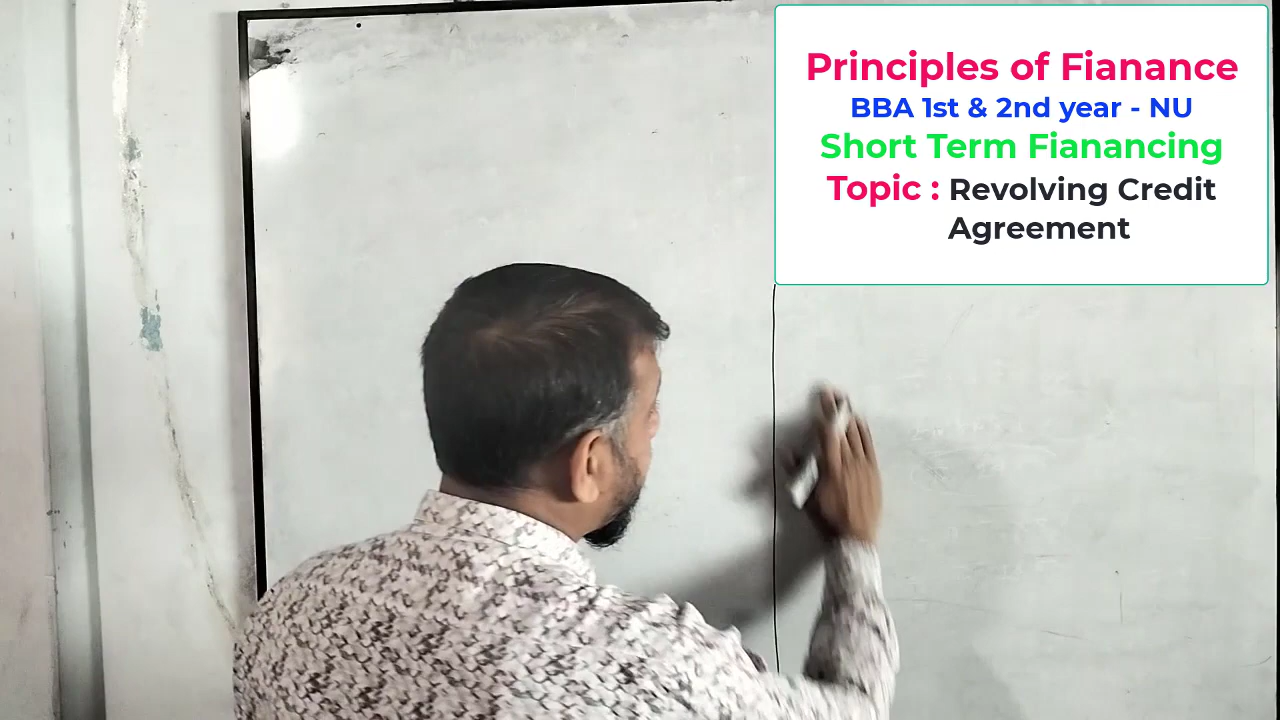 Principles of Fianance
BBA 1st & 2nd year - NU
Short Term Fianancing
Topic : Revolving Credit
Agreement